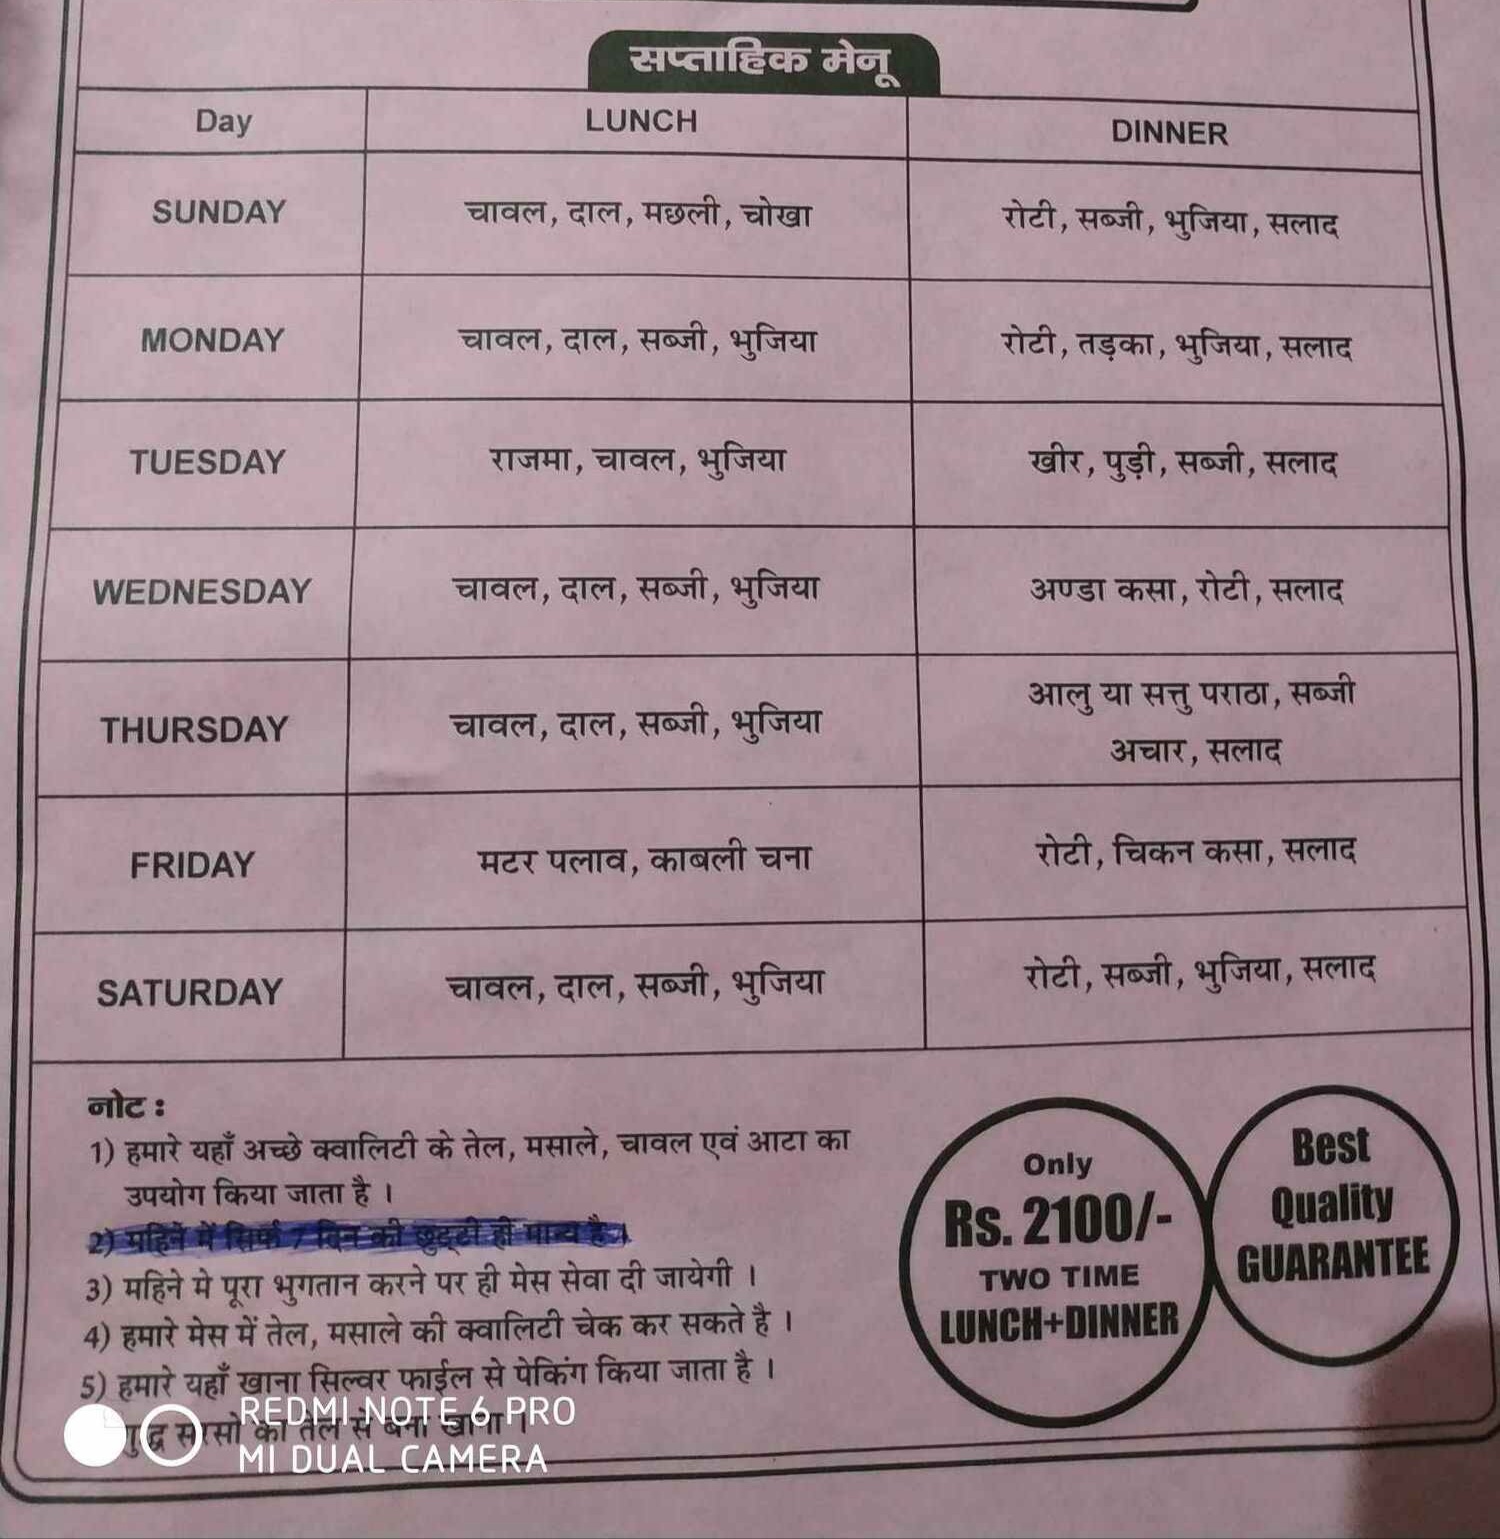 सप्ताहिक मेनू
Day LUNCH DINNER
SUNDAY चावल, दाल, मछली, चोखा रोटी, सब्जी, भुजिया, सलाद
MONDAY चावल, दाल, सब्जी, भुजिया रोटी, तड़का, भुजिया, सलाद
TUESDAY राजमा, चावल, भुजिया खीर, पुड़ी, सब्जी, सलाद
WEDNESDAY चावल, दाल, सब्जी, भुजिया अण्डा कसा, रोटी, सलाद
THURSDAY चावल, दाल, सब्जी, भुजिया आलु या सत्तु पराठा, सब्जी
अचार, सलाद
FRIDAY मटर पलाव, काबली चना रोटी, चिकन कसा, सलाद
SATURDAY चावल, दाल, सब्जी, भुजिया रोटी, सब्जी, भुजिया, सलाद
नोट :
1) हमारे यहाँ अच्छे क्वालिटी के तेल, मसाले, चावल एवं आटा का
उपयोग किया जाता है ।
2) महिने में सिर्फ 7 दिन की छुट्टी ही मान्य है ।
3) महिने मे पूरा भुगतान करने पर ही मेस सेवा दी जायेगी ।
4) हमारे मेस में तेल, मसाले की क्वालिटी चेक कर सकते है ।
5) हमारे यहाँ खाना सिल्वर फाईल से पेकिंग किया जाता है ।
सरसो का तेल से बना खाना ।
Only
Rs. 2100/-
TWO TIME
LUNCH+DINNER
Best
Quality
GUARANTEE
REDMI NOTE 6 PRO
MI DUAL CAMERA